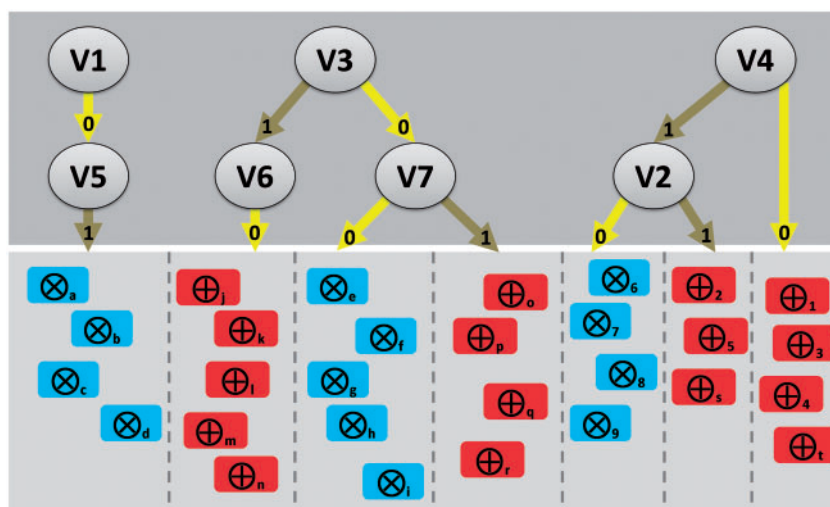 V1 V3 V4
0 1 0 1
V5 V6 V7 V2
1 0 0 1 0 1 0
a j e o 6 2 1
b k f p 7 5 3
c l g q 8 s 4
d m h r 9 t
n i